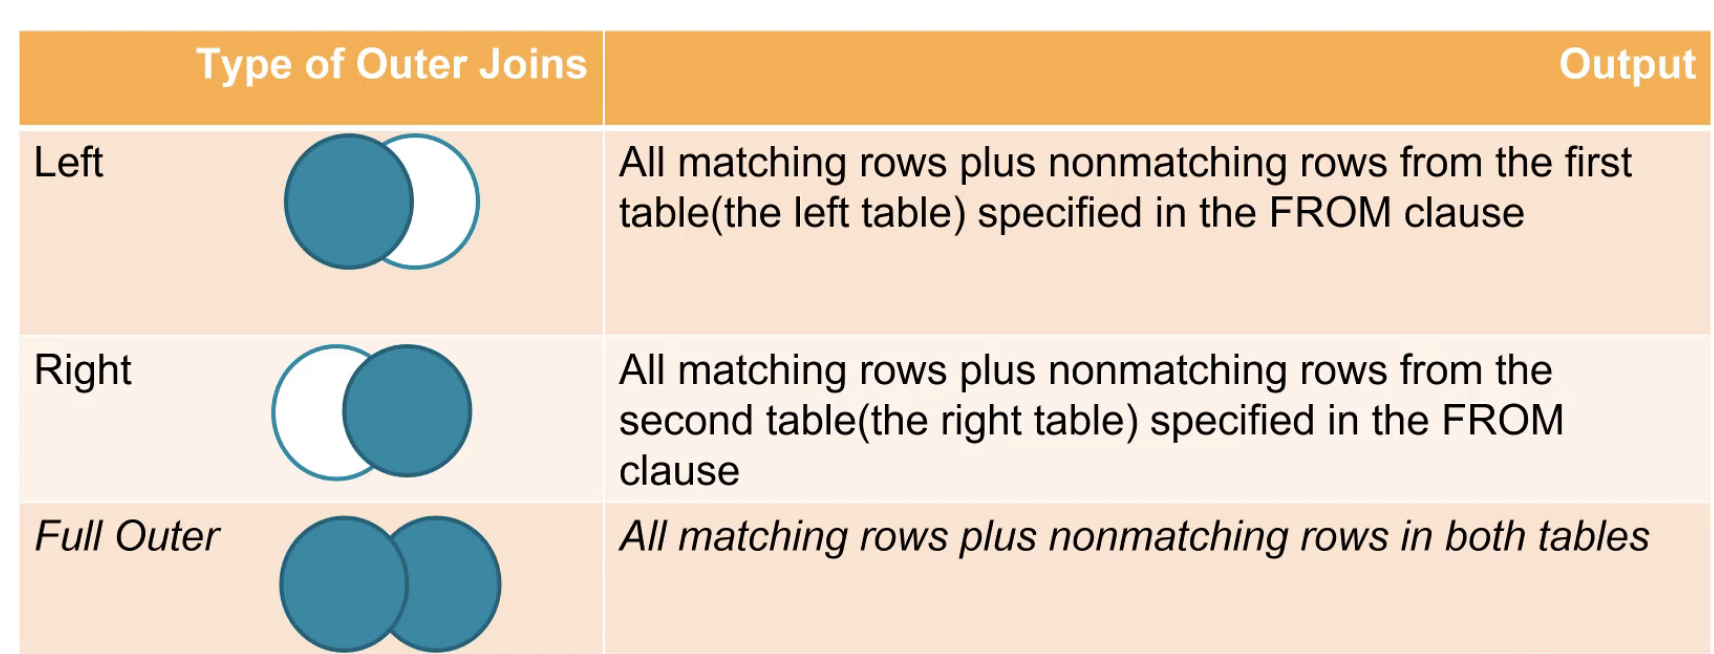 Type of Outer Joins
Output
Left
All matching rows plus nonmatching rows from the first
table(the left table) specified in the FROM clause
Right
All matching rows plus nonmatching rows from the
second table(the right table) specified in the FROM
clause
Full Outer
All matching rows plus nonmatching rows in both tables